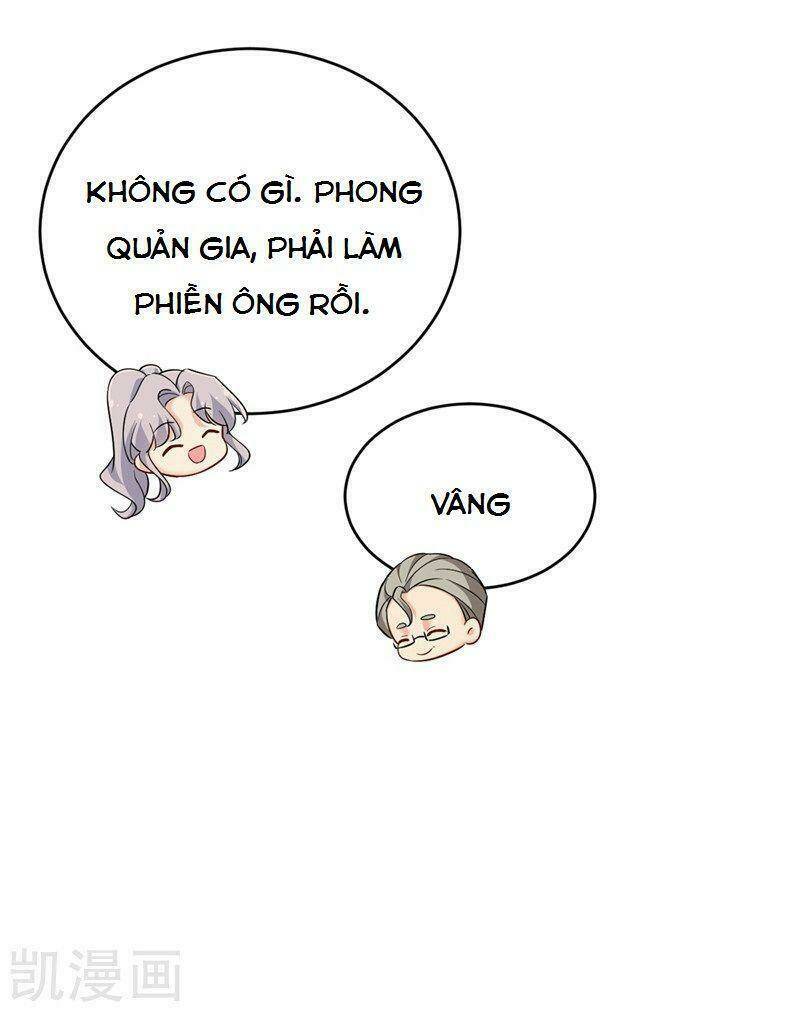 KHÔNG CÓ GÌ. PHONG
QUẢN GIA, PHẢI LÀM
PHIỀN ÔNG RỒI.
VÂNG
凯漫画